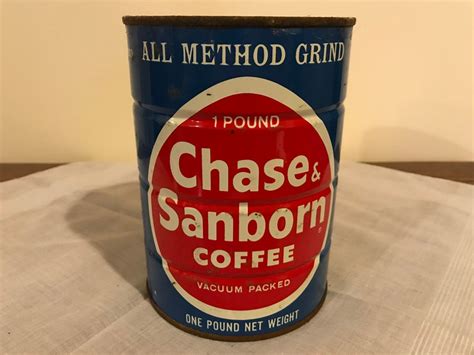 ALL METHOD GRIND
1 POUND
Chase &
Sanborn
COFFEE
VACUUM PACKED
ONE POUND NET WEIGHT